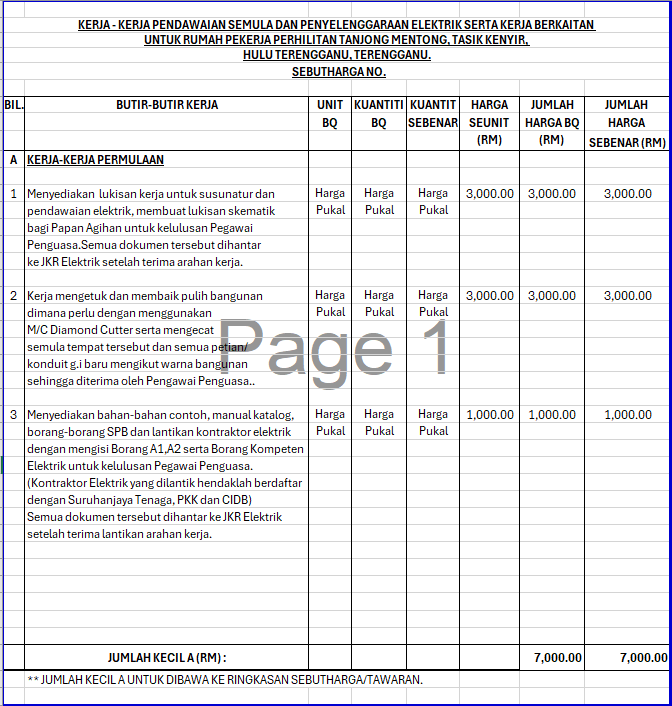 KERJA - KERJA PENDAWAIAN SEMULA DAN PENYELENGGARAAN ELEKTRIK SERTA KERJA BERKAITAN
UNTUK RUMAH PEKERJA PERHILITAN TANJONG MENTONG, TASIK KENYIR,
HULU TERENGGANU, TERENGGANU.
SEBUTHARGA NO.
BIL. BUTIR-BUTIR KERJA UNIT KUANTITI KUANTIT HARGA JUMLAH JUMLAH
BQ BQ SEBENAR SEUNIT HARGA BQ HARGA
(RM) (RM) SEBENAR (RM)
A KERJA-KERJA PERMULAAN
1 Menyediakan lukisan kerja untuk susunatur dan Harga Harga Harga 3,000.00 3,000.00 3,000.00
pendawaian elektrik, membuat lukisan skematik Pukal Pukal Pukal
bagi Papan Agihan untuk kelulusan Pegawai
Penguasa.Semua dokumen tersebut dihantar
ke JKR Elektrik setelah terima arahan kerja.
2 Kerja mengetuk dan membaik pulih bangunan Harga Harga Harga 3,000.00 3,000.00 3,000.00
dimana perlu dengan menggunakan Pukal Pukal Pukal
M/C Diamond Cutter serta mengecat
semula tempat tersebut dan semua petian/
konduit g.i baru mengikut warna bangunan
sehingga diterima oleh Pengawai Penguasa..
Page 1
3 Menyediakan bahan-bahan contoh, manual katalog, Harga Harga Harga 1,000.00 1,000.00 1,000.00
borang-borang SPB dan lantikan kontraktor elektrik Pukal Pukal Pukal
dengan mengisi Borang A1,A2 serta Borang Kompeten
Elektrik untuk kelulusan Pegawai Penguasa.
(Kontraktor Elektrik yang dilantik hendaklah berdaftar
dengan Suruhanjaya Tenaga, PKK dan CIDB)
Semua dokumen tersebut dihantar ke JKR Elektrik
setelah terima lantikan arahan kerja.
JUMLAH KECIL A (RM) : 7,000.00 7,000.00
** JUMLAH KECIL A UNTUK DIBAWA KE RINGKASAN SEBUTHARGA/TAWARAN.